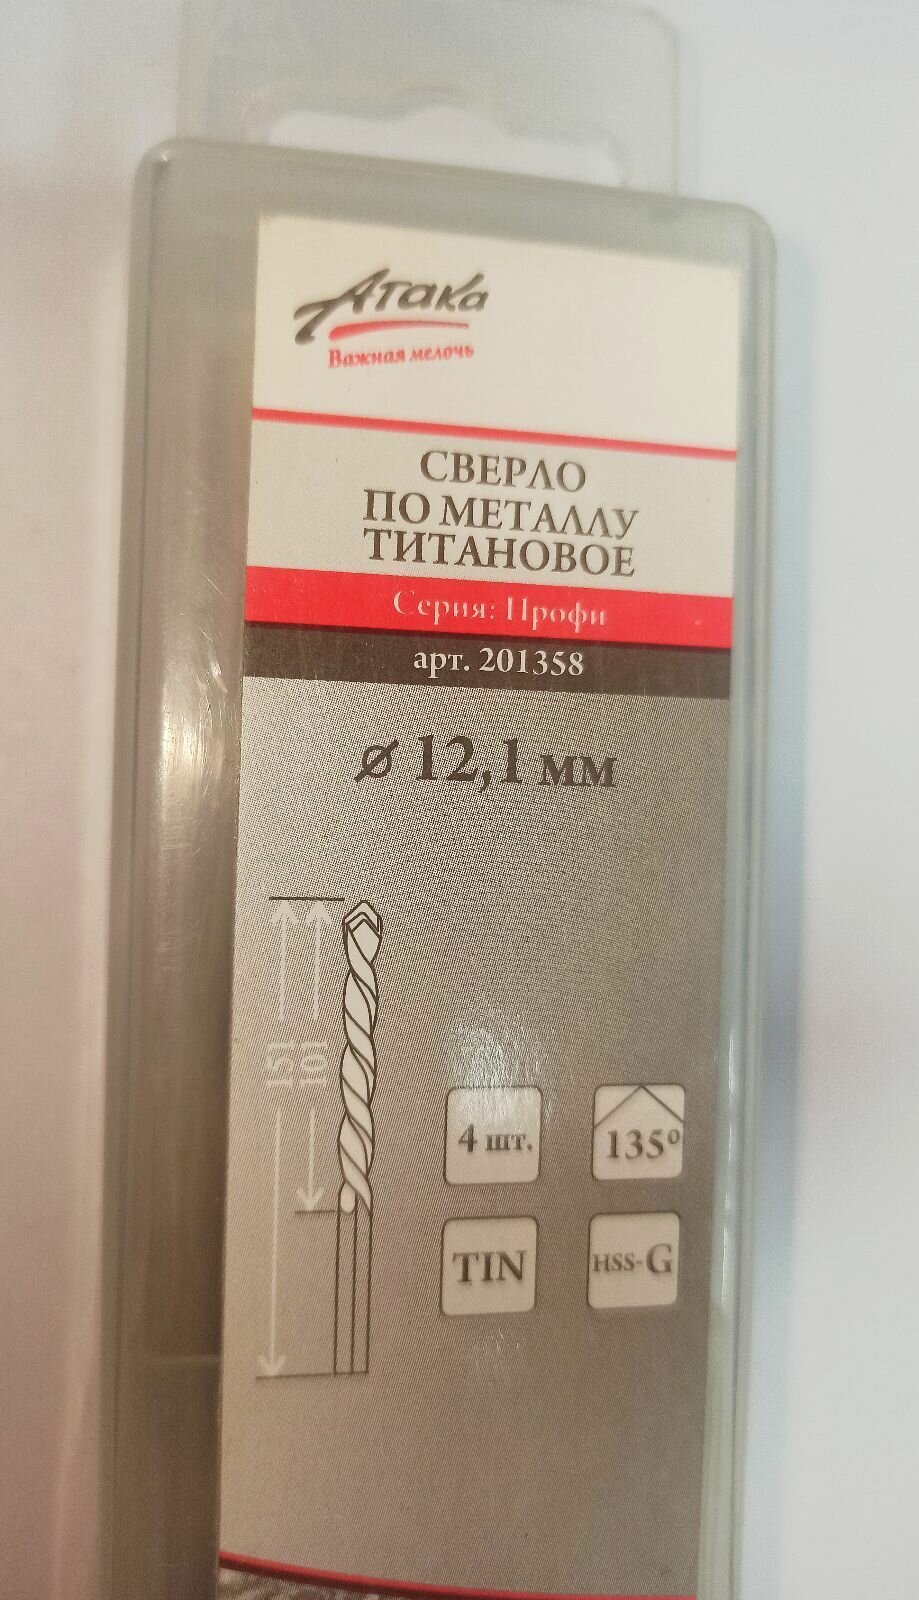 Атака
Важная мелочь
СВЕРЛО
ПО МЕТАЛЛУ
ТИТАНОВОЕ
Серия: Профи
арт. 201358
ø 12,1 мм
151
101
4 шт.
135°
TIN
HSS-G